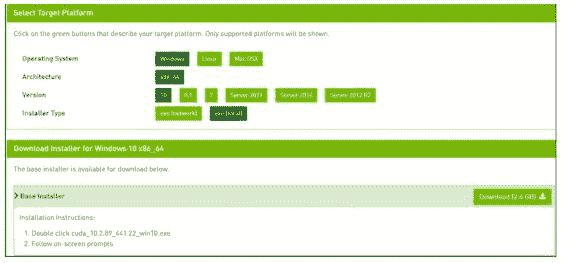 Select Target Platform
Click on the green buttons that describe your target platform. Only supported platforms will be shown.
Operating System Windows Linux Mac OSX
Architecture x86_64
Version 10 8.1 7 Server 2019 Server 2016 Server 2012 R2
Installer Type exe (network) exe (local)
Download Installer for Windows 10 x86_64
The base installer is available for download below.
Base Installer Download (2.6 GB)
Installation Instructions:
1. Double click cuda_10.2.89_441.22_win10.exe
2. Follow on-screen prompts